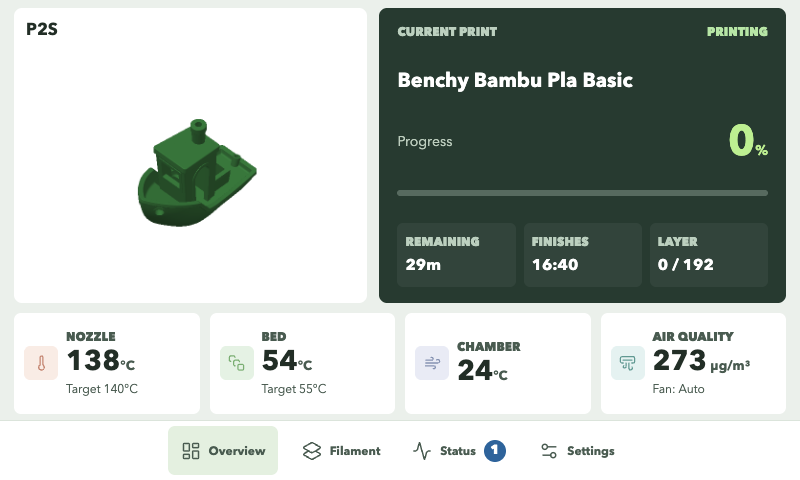 P2S
CURRENT PRINT
PRINTING
Benchy Bambu Pla Basic
Progress
0%
REMAINING
29m
FINISHES
16:40
LAYER
0 / 192
NOZZLE
138°C
Target 140°C
BED
54°C
Target 55°C
CHAMBER
24°C
AIR QUALITY
273 µg/m³
Fan: Auto
Overview
Filament
Status 1
Settings